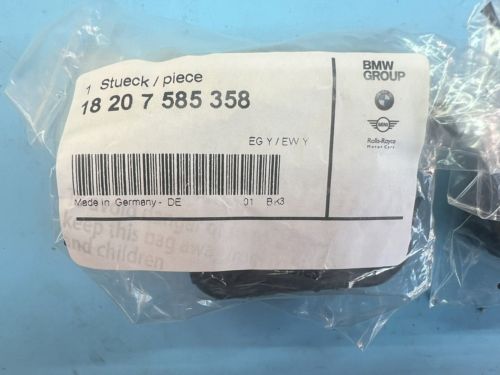 1 Stueck / piece
18 20 7 585 358
EG Y / EW Y
Made in Germany - DE 01 BK3
BMW
GROUP
MINI
Rolls-Royce
Motor Cars
keep this bag away
and children